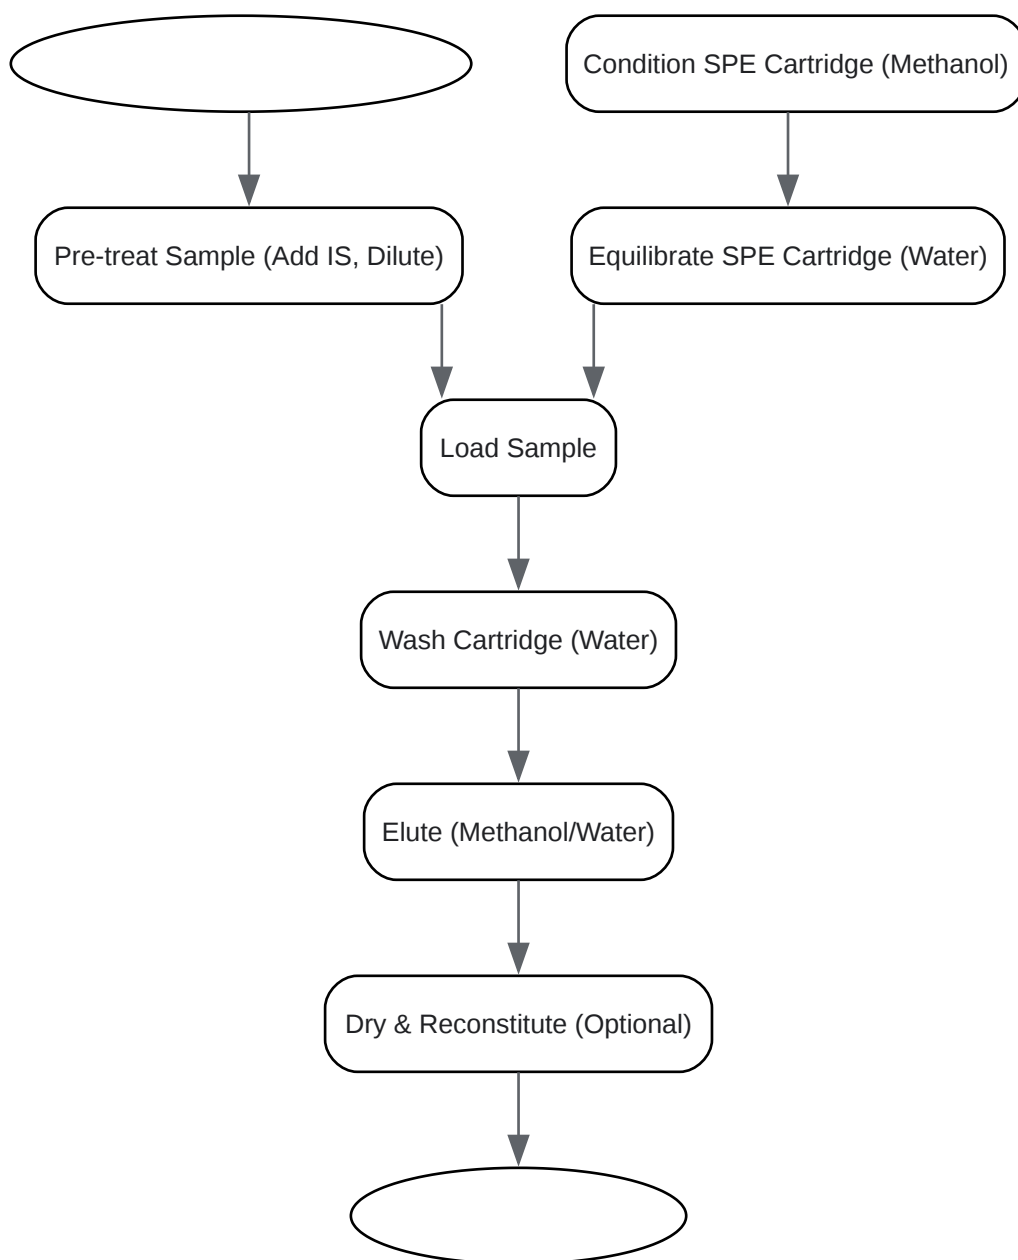 Condition SPE Cartridge (Methanol)
Pre-treat Sample (Add IS, Dilute)
Equilibrate SPE Cartridge (Water)
Load Sample
Wash Cartridge (Water)
Elute (Methanol/Water)
Dry & Reconstitute (Optional)